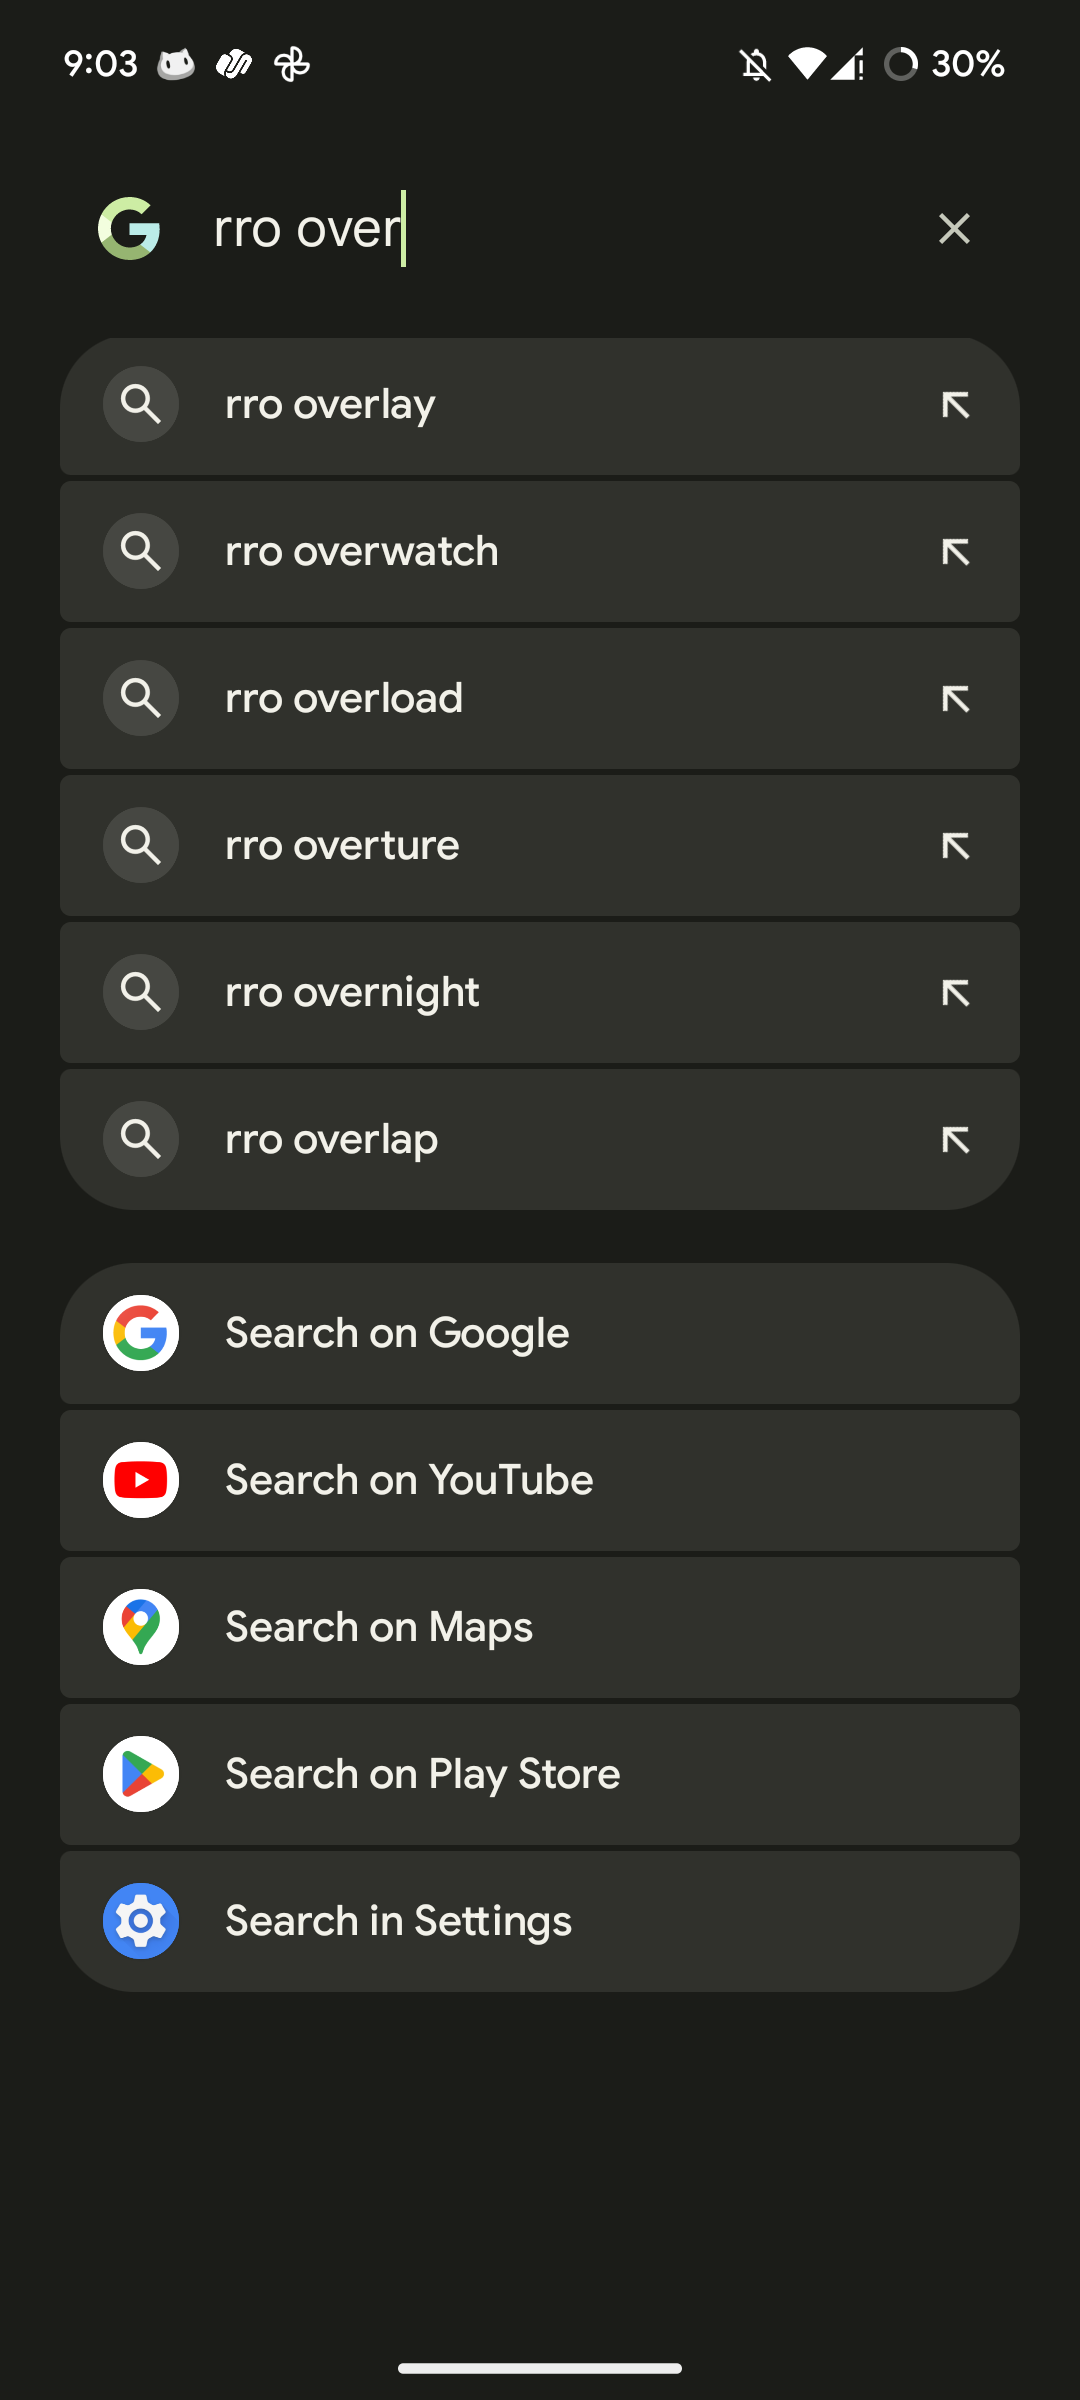 9:03 30%
rro over
rro overlay
rro overwatch
rro overload
rro overture
rro overnight
rro overlap
Search on Google
Search on YouTube
Search on Maps
Search on Play Store
Search in Settings